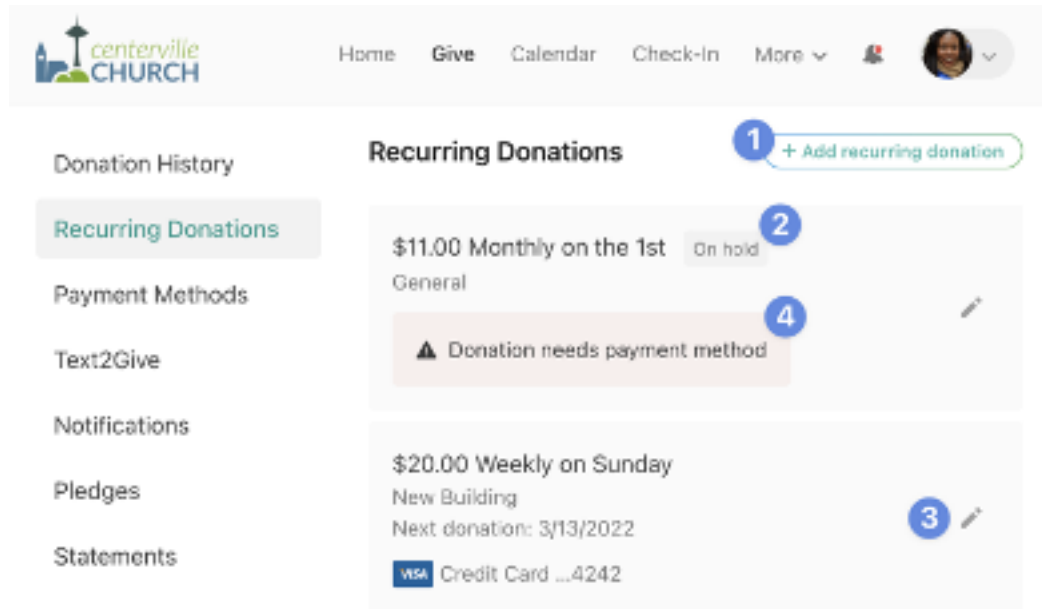 centerville
CHURCH
Home Give Calendar Check-In More
Donation History
Recurring Donations
Payment Methods
Text2Give
Notifications
Pledges
Statements
Recurring Donations
1
+ Add recurring donation
2
$11.00 Monthly on the 1st On hold
General
4
Donation needs payment method
$20.00 Weekly on Sunday
New Building
3
Next donation: 3/13/2022
VISA Credit Card ...4242